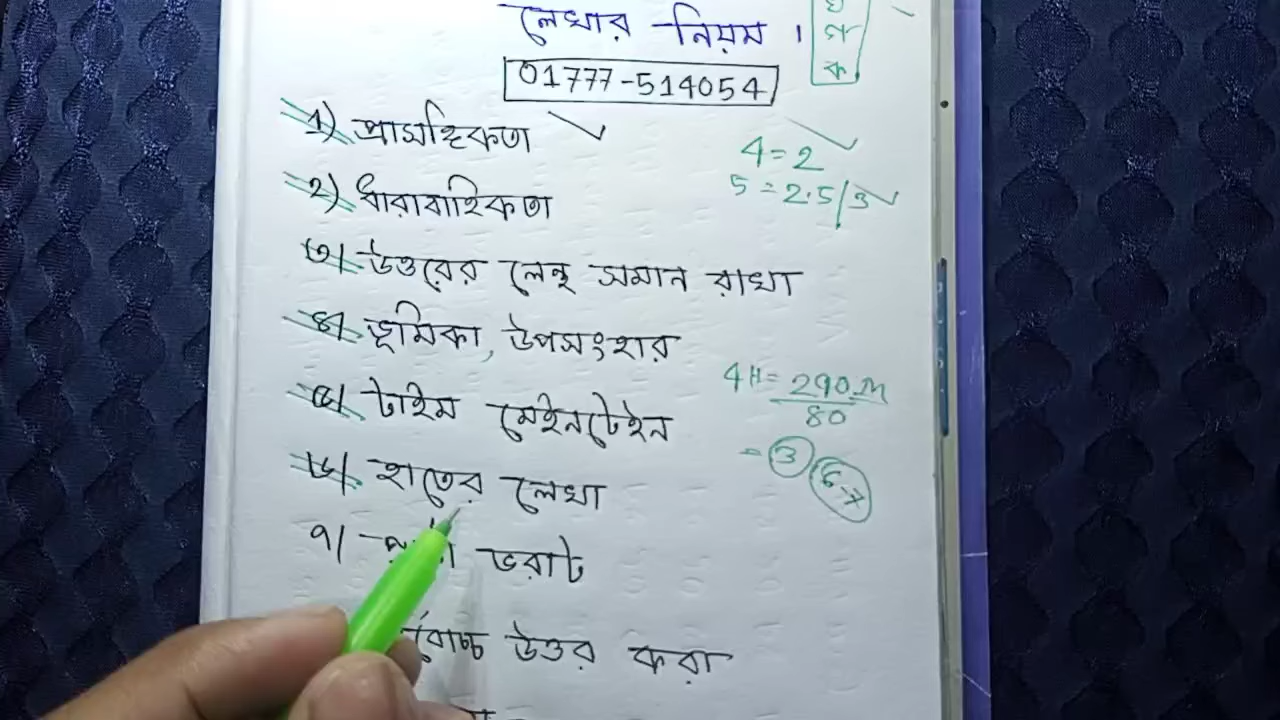 লেখার নিয়ম ।
01777-514054
ণ
ক
১) প্রাসঙ্গিকতা
4=2
5=2.5/3
২) ধারাবাহিকতা
৩| উত্তরের লেন্থ সমান রাখা
৪| ভূমিকা, উপসংহার
4H=290m
80
৫| টাইম মেইনটেইন
=3 6-7
৬| হাতের লেখা
৭| ভরাট
উত্তর করা